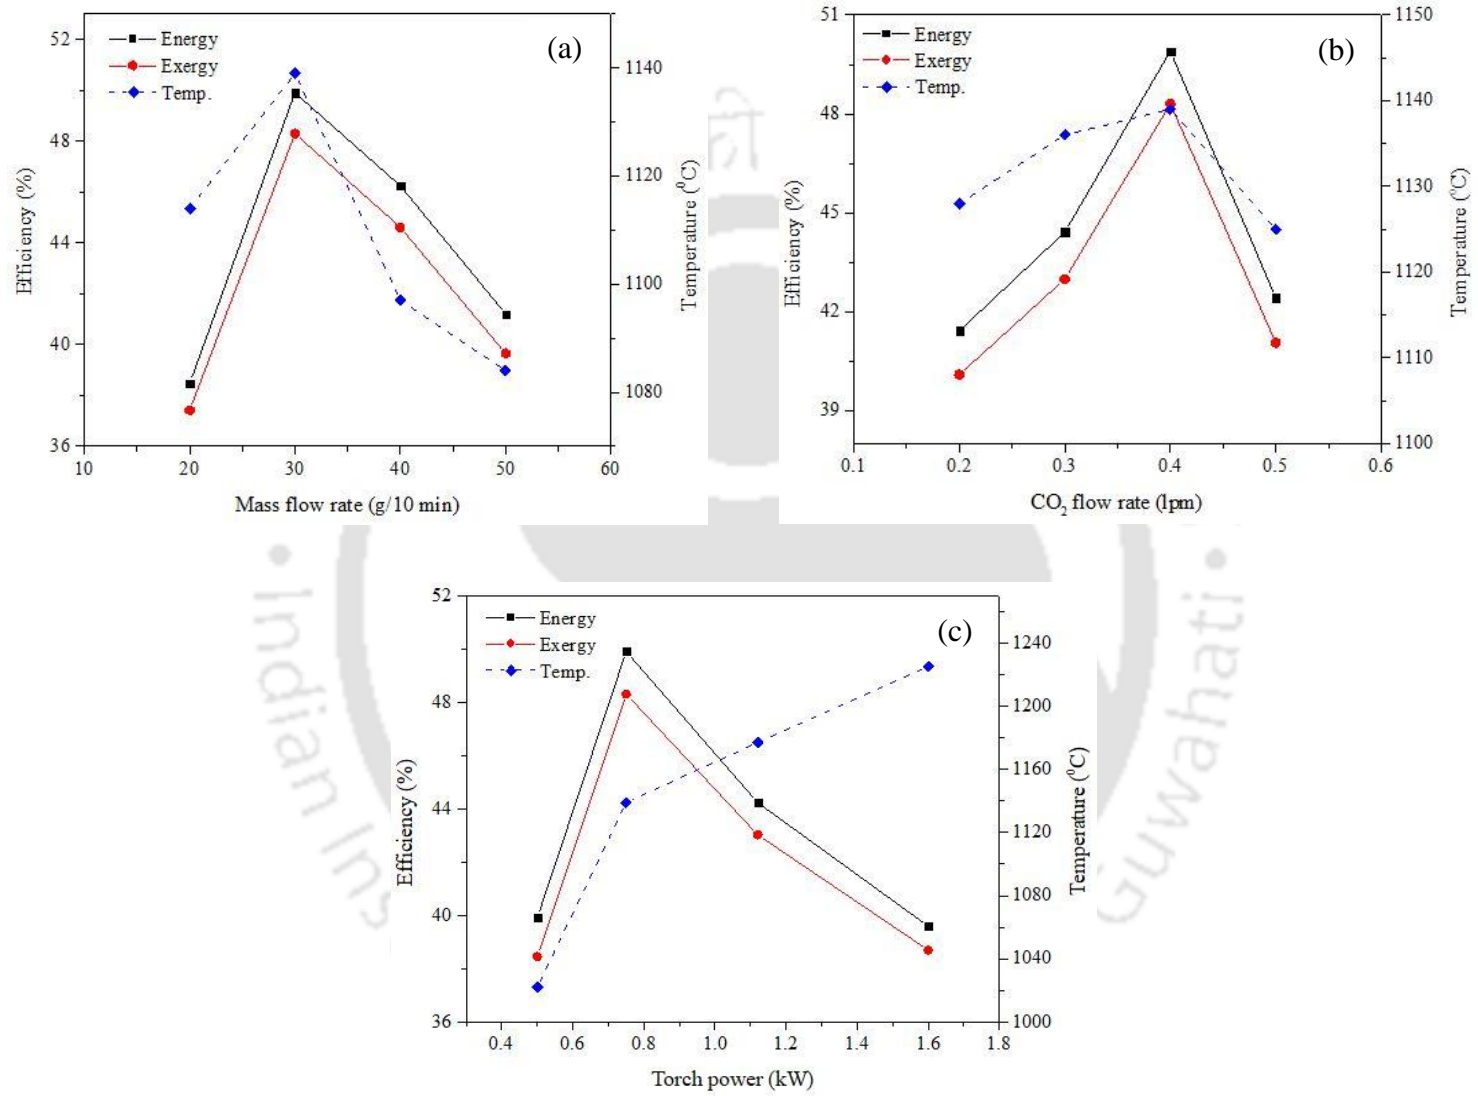 (a)
Energy
Exergy
Temp.
52
48
44
40
36
1140
1120
1100
1080
10 20 30 40 50 60
Efficiency (%)
Temperature (⁰C)
Mass flow rate (g/10 min)
(b)
Energy
Exergy
Temp.
51
48
45
42
39
1150
1140
1130
1120
1110
1100
0.1 0.2 0.3 0.4 0.5 0.6
Efficiency (%)
Temperature (⁰C)
CO₂ flow rate (lpm)
(c)
Energy
Exergy
Temp.
52
48
44
40
36
1240
1200
1160
1120
1080
1040
1000
0.4 0.6 0.8 1.0 1.2 1.4 1.6 1.8
Efficiency (%)
Temperature (⁰C)
Torch power (kW)
Indian Ins
Guwahati